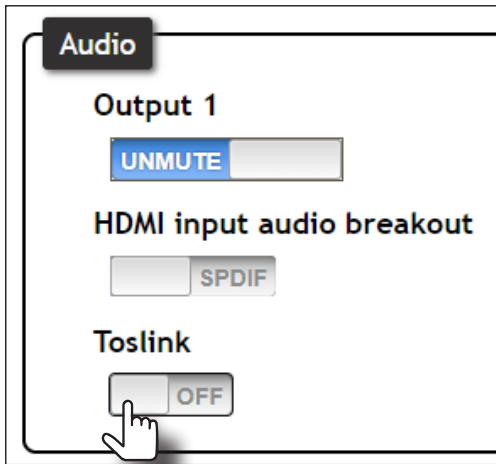 Audio
Output 1
UNMUTE
HDMI input audio breakout
SPDIF
Toslink
OFF